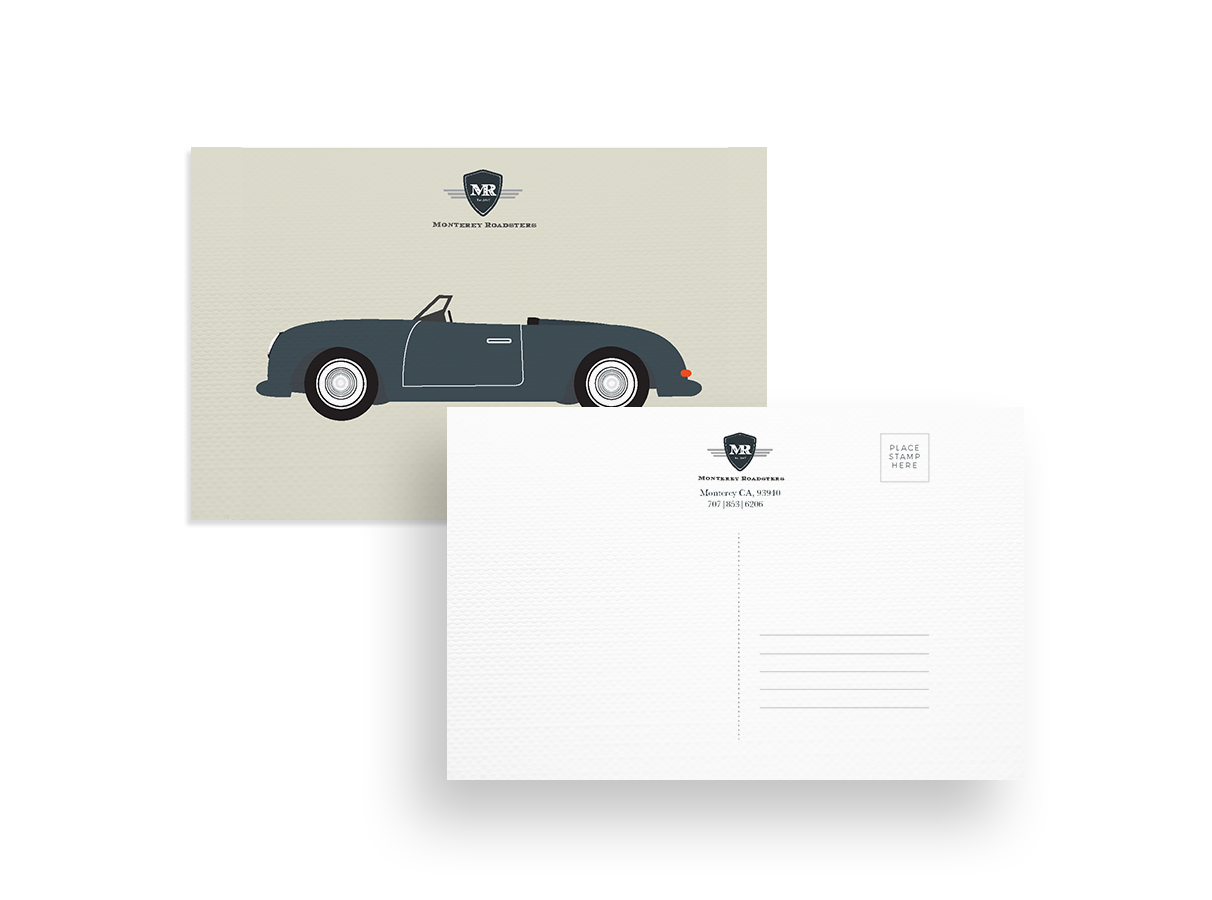 MR
MONTEREY ROADSTERS
MR
MONTEREY ROADSTERS
Monterey CA, 93940
707|853|6206
PLACE
STAMP
HERE